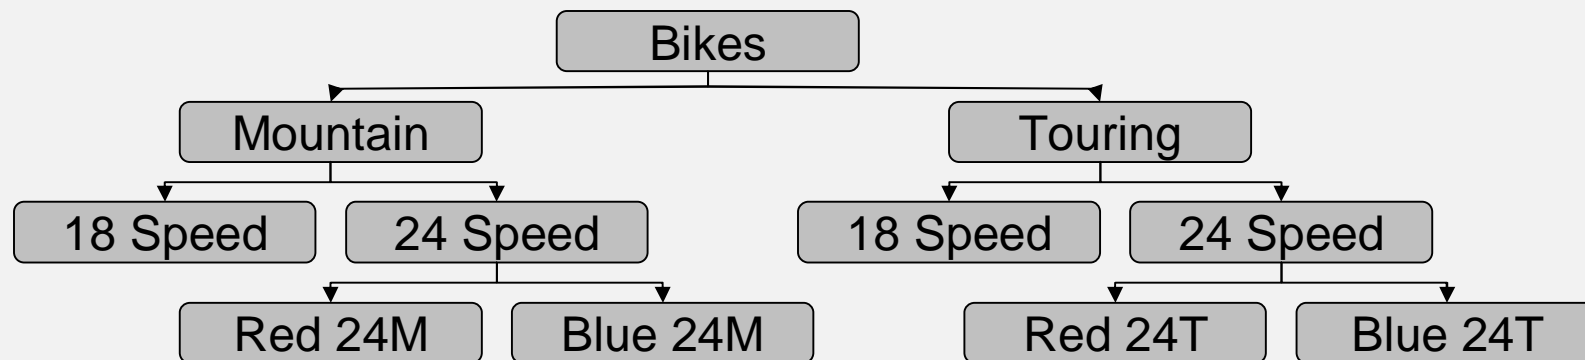 Bikes
Mountain
Touring
18 Speed
24 Speed
18 Speed
24 Speed
Red 24M
Blue 24M
Red 24T
Blue 24T